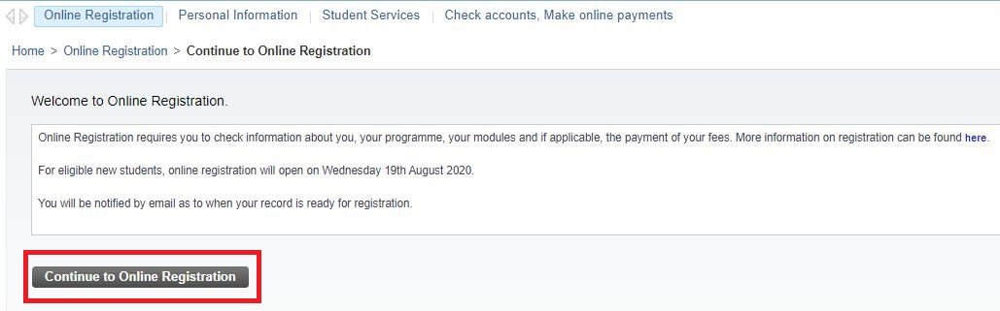 Online Registration Personal Information Student Services Check accounts, Make online payments
Home > Online Registration > Continue to Online Registration
Welcome to Online Registration.
Online Registration requires you to check information about you, your programme, your modules and if applicable, the payment of your fees. More information on registration can be found here.
For eligible new students, online registration will open on Wednesday 19th August 2020.
You will be notified by email as to when your record is ready for registration.
Continue to Online Registration